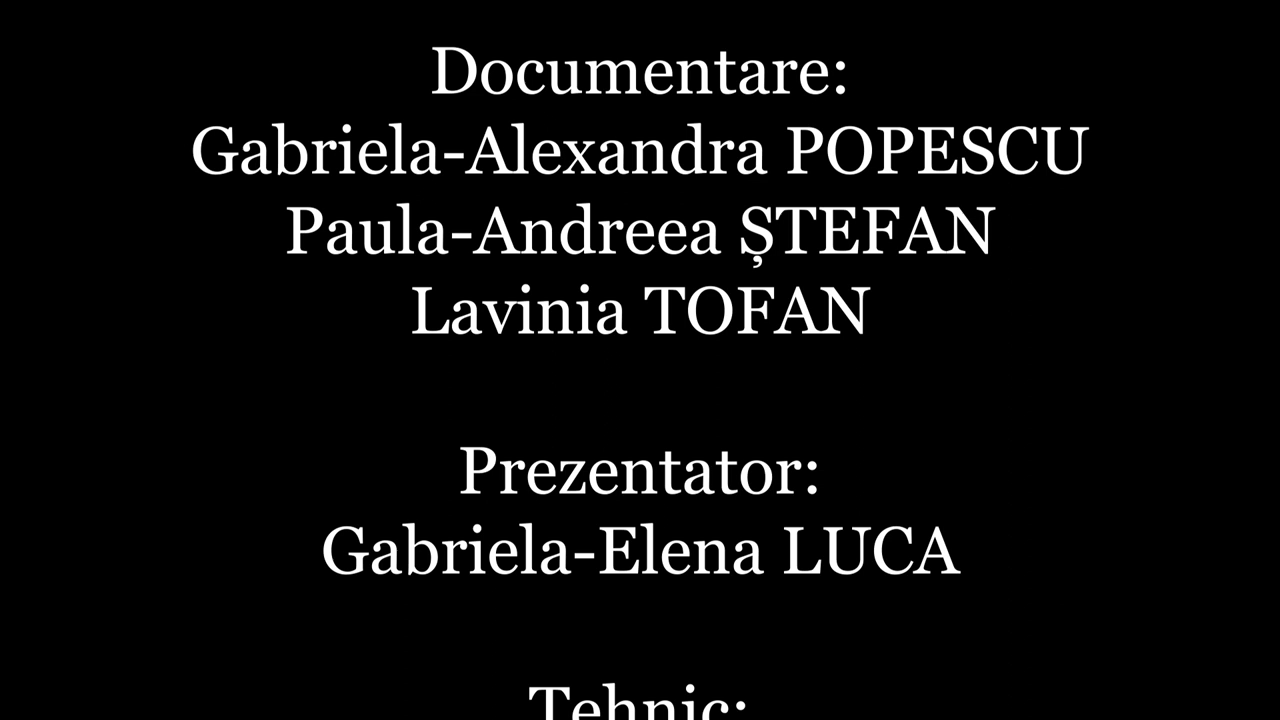 Documentare:
Gabriela-Alexandra POPESCU
Paula-Andreea ȘTEFAN
Lavinia TOFAN
Prezentator:
Gabriela-Elena LUCA
Tehnic: